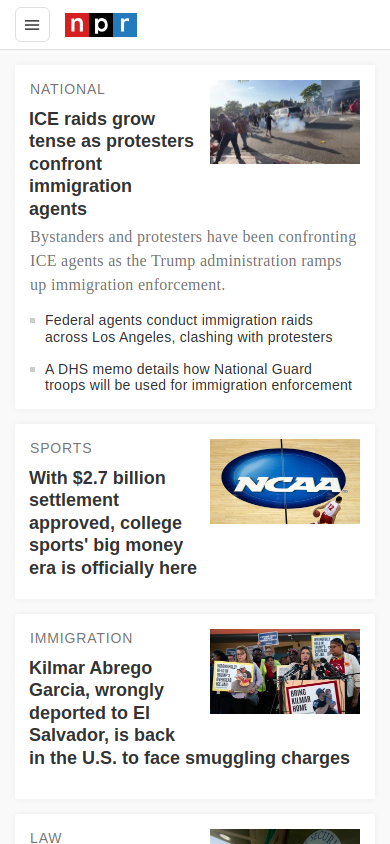 npr
NATIONAL
ICE raids grow
tense as protesters
confront
immigration
agents
Bystanders and protesters have been confronting
ICE agents as the Trump administration ramps
up immigration enforcement.
Federal agents conduct immigration raids
across Los Angeles, clashing with protesters
A DHS memo details how National Guard
troops will be used for immigration enforcement
SPORTS
With $2.7 billion
settlement
approved, college
sports' big money
era is officially here
NCAA
12
IMMIGRATION
Kilmar Abrego
Garcia, wrongly
deported to El
Salvador, is back
in the U.S. to face smuggling charges
BRING
KILMAR
HOME
LAW